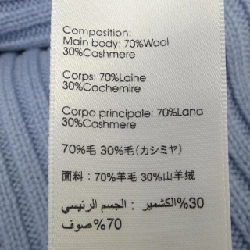 Composition:
Main body: 70%Wool
30%Cashmere
Corps: 70%Laine
30%Cachemire
Corpo principale: 70%Lana
30%Cashmere
70%毛 30%毛(カシミヤ)
面料：70%羊毛 30%山羊绒
30%الكشمير : الجسم الرئيسي
70% صوف